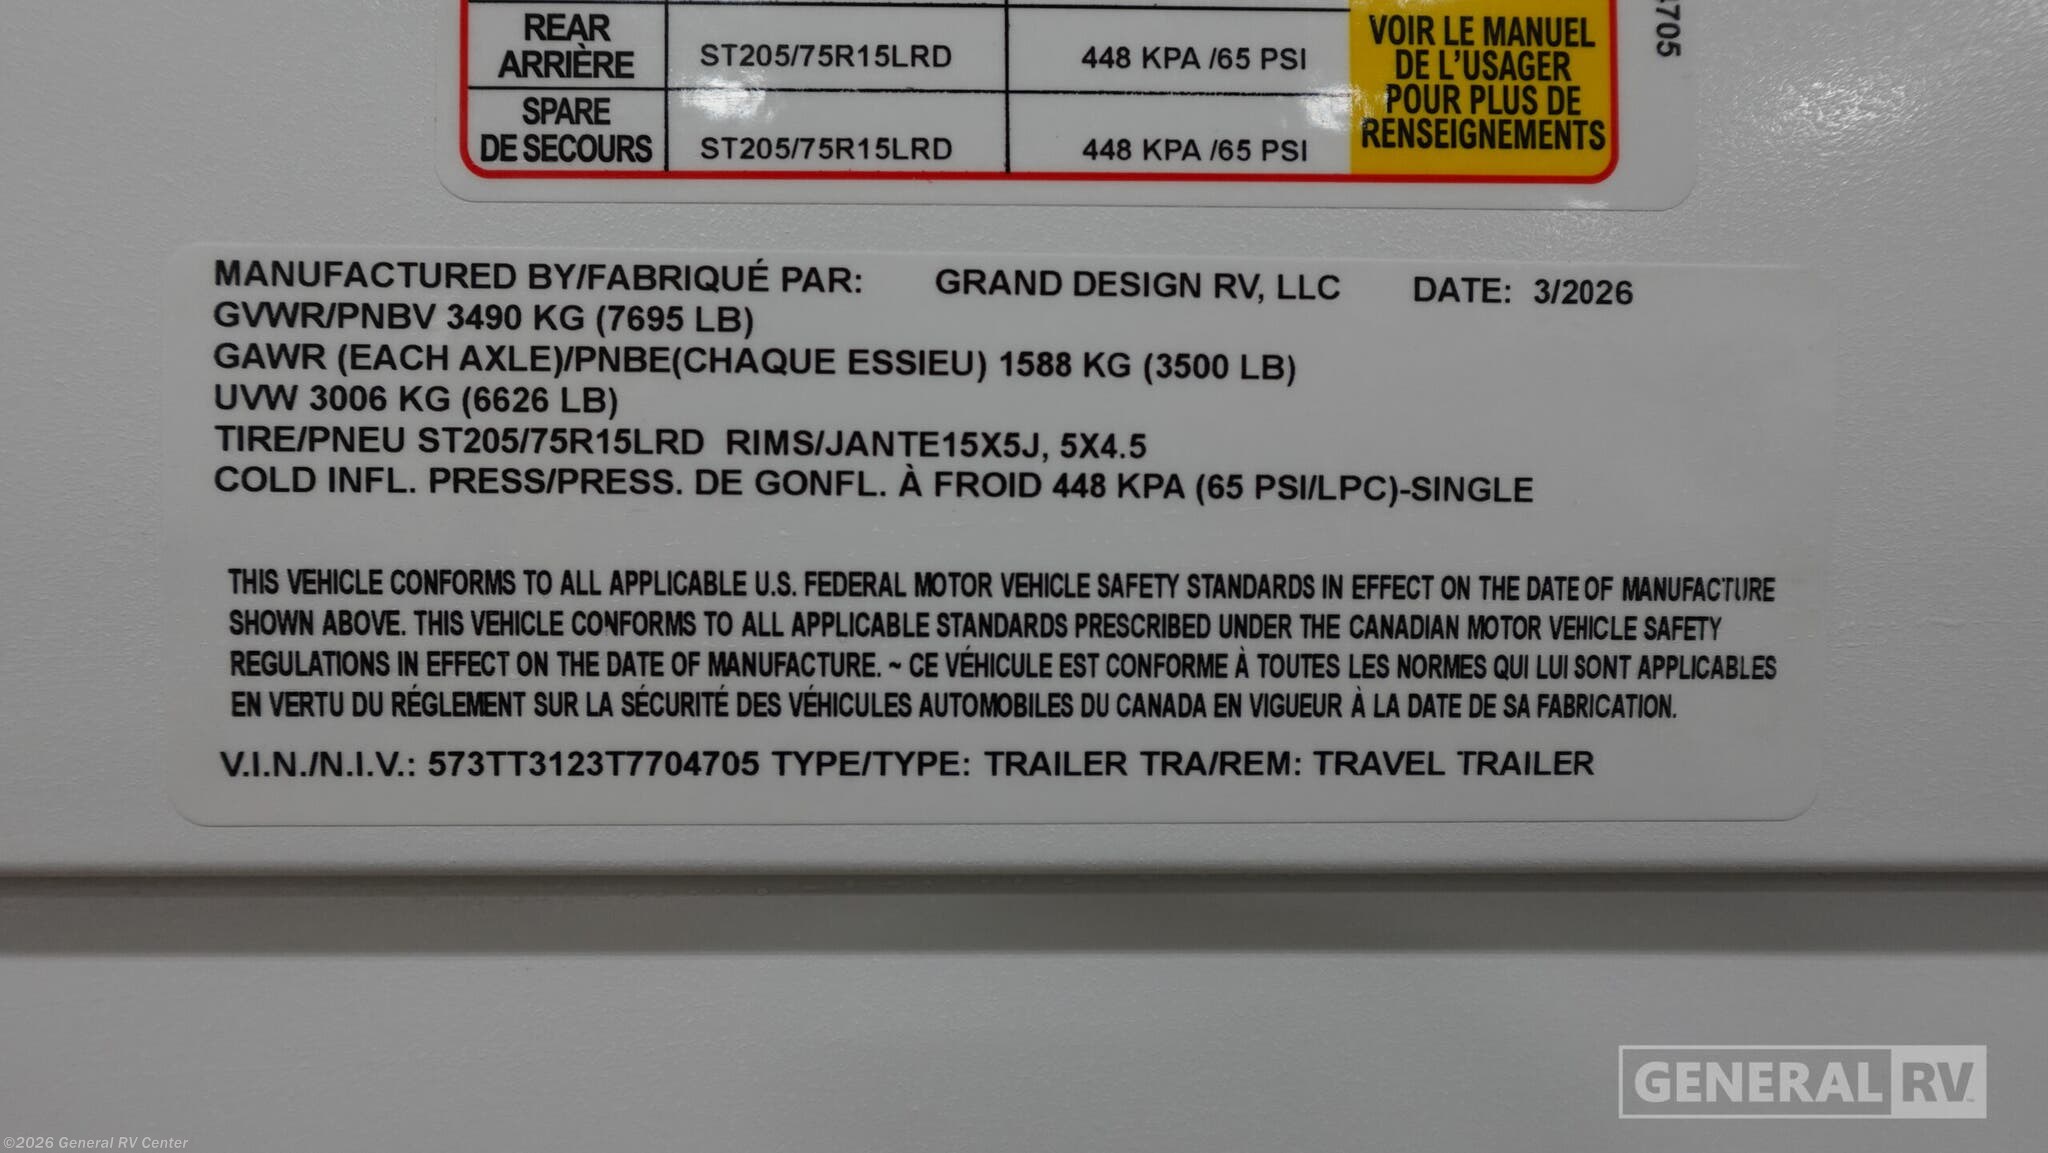 REAR
ARRIÈRE
ST205/75R15LRD
448 KPA /65 PSI
SPARE
DE SECOURS
ST205/75R15LRD
448 KPA /65 PSI
VOIR LE MANUEL
DE L'USAGER
POUR PLUS DE
RENSEIGNEMENTS
MANUFACTURED BY/FABRIQUÉ PAR: GRAND DESIGN RV, LLC DATE: 3/2026
GVWR/PNBV 3490 KG (7695 LB)
GAWR (EACH AXLE)/PNBE(CHAQUE ESSIEU) 1588 KG (3500 LB)
UVW 3006 KG (6626 LB)
TIRE/PNEU ST205/75R15LRD RIMS/JANTE15X5J, 5X4.5
COLD INFL. PRESS/PRESS. DE GONFL. À FROID 448 KPA (65 PSI/LPC)-SINGLE
THIS VEHICLE CONFORMS TO ALL APPLICABLE U.S. FEDERAL MOTOR VEHICLE SAFETY STANDARDS IN EFFECT ON THE DATE OF MANUFACTURE
SHOWN ABOVE. THIS VEHICLE CONFORMS TO ALL APPLICABLE STANDARDS PRESCRIBED UNDER THE CANADIAN MOTOR VEHICLE SAFETY
REGULATIONS IN EFFECT ON THE DATE OF MANUFACTURE. ~ CE VÉHICULE EST CONFORME À TOUTES LES NORMES QUI LUI SONT APPLICABLES
EN VERTU DU RÉGLEMENT SUR LA SÉCURITÉ DES VÉHICULES AUTOMOBILES DU CANADA EN VIGUEUR À LA DATE DE SA FABRICATION.
V.I.N./N.I.V.: 573TT3123T7704705 TYPE/TYPE: TRAILER TRA/REM: TRAVEL TRAILER
GENERAL RV
©2026 General RV Center